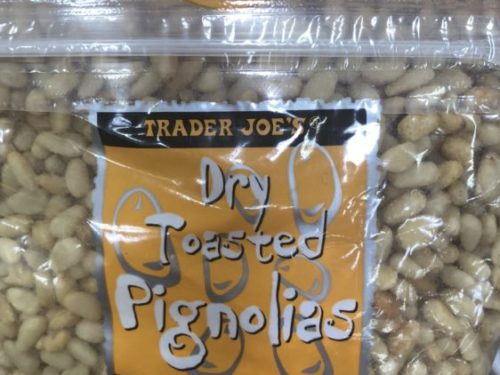 TRADER JOE'S
Dry
Toasted
Pignolias